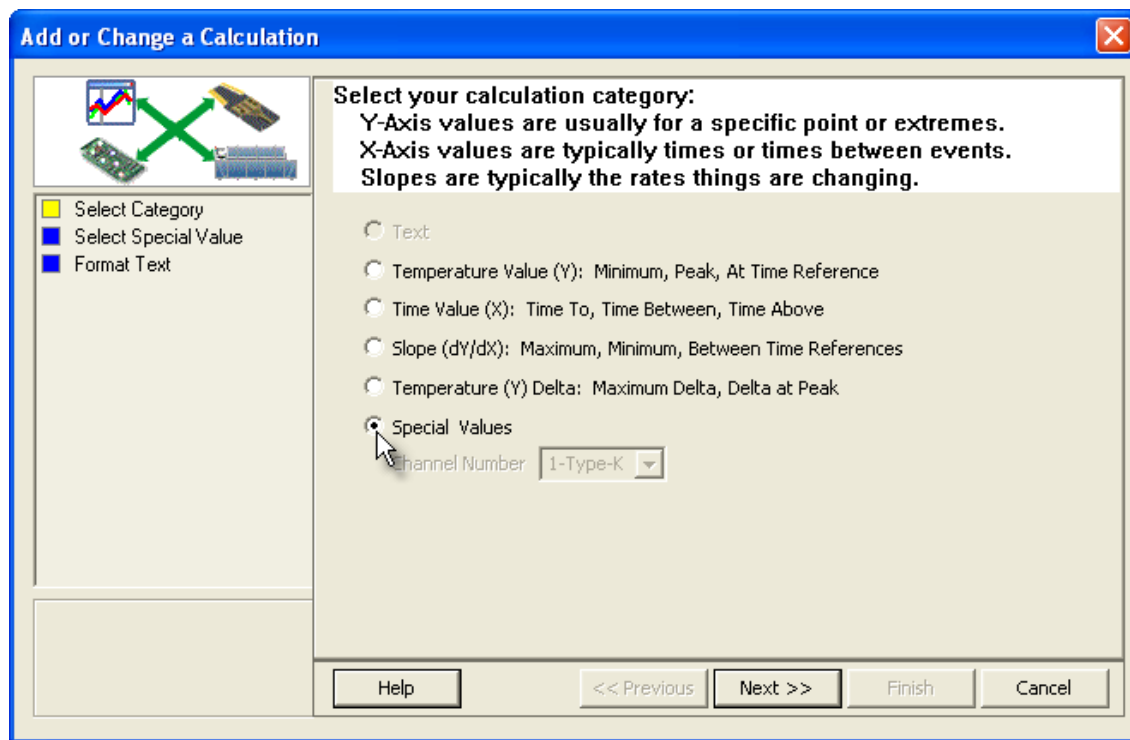 Add or Change a Calculation
Select your calculation category:
Y-Axis values are usually for a specific point or extremes.
X-Axis values are typically times or times between events.
Slopes are typically the rates things are changing.
Select Category
Select Special Value
Format Text
Text
Temperature Value (Y):  Minimum, Peak, At Time Reference
Time Value (X):  Time To, Time Between, Time Above
Slope (dY/dX):  Maximum, Minimum, Between Time References
Temperature (Y) Delta:  Maximum Delta, Delta at Peak
Special  Values
Channel Number 1-Type-K
Help << Previous Next >> Finish Cancel